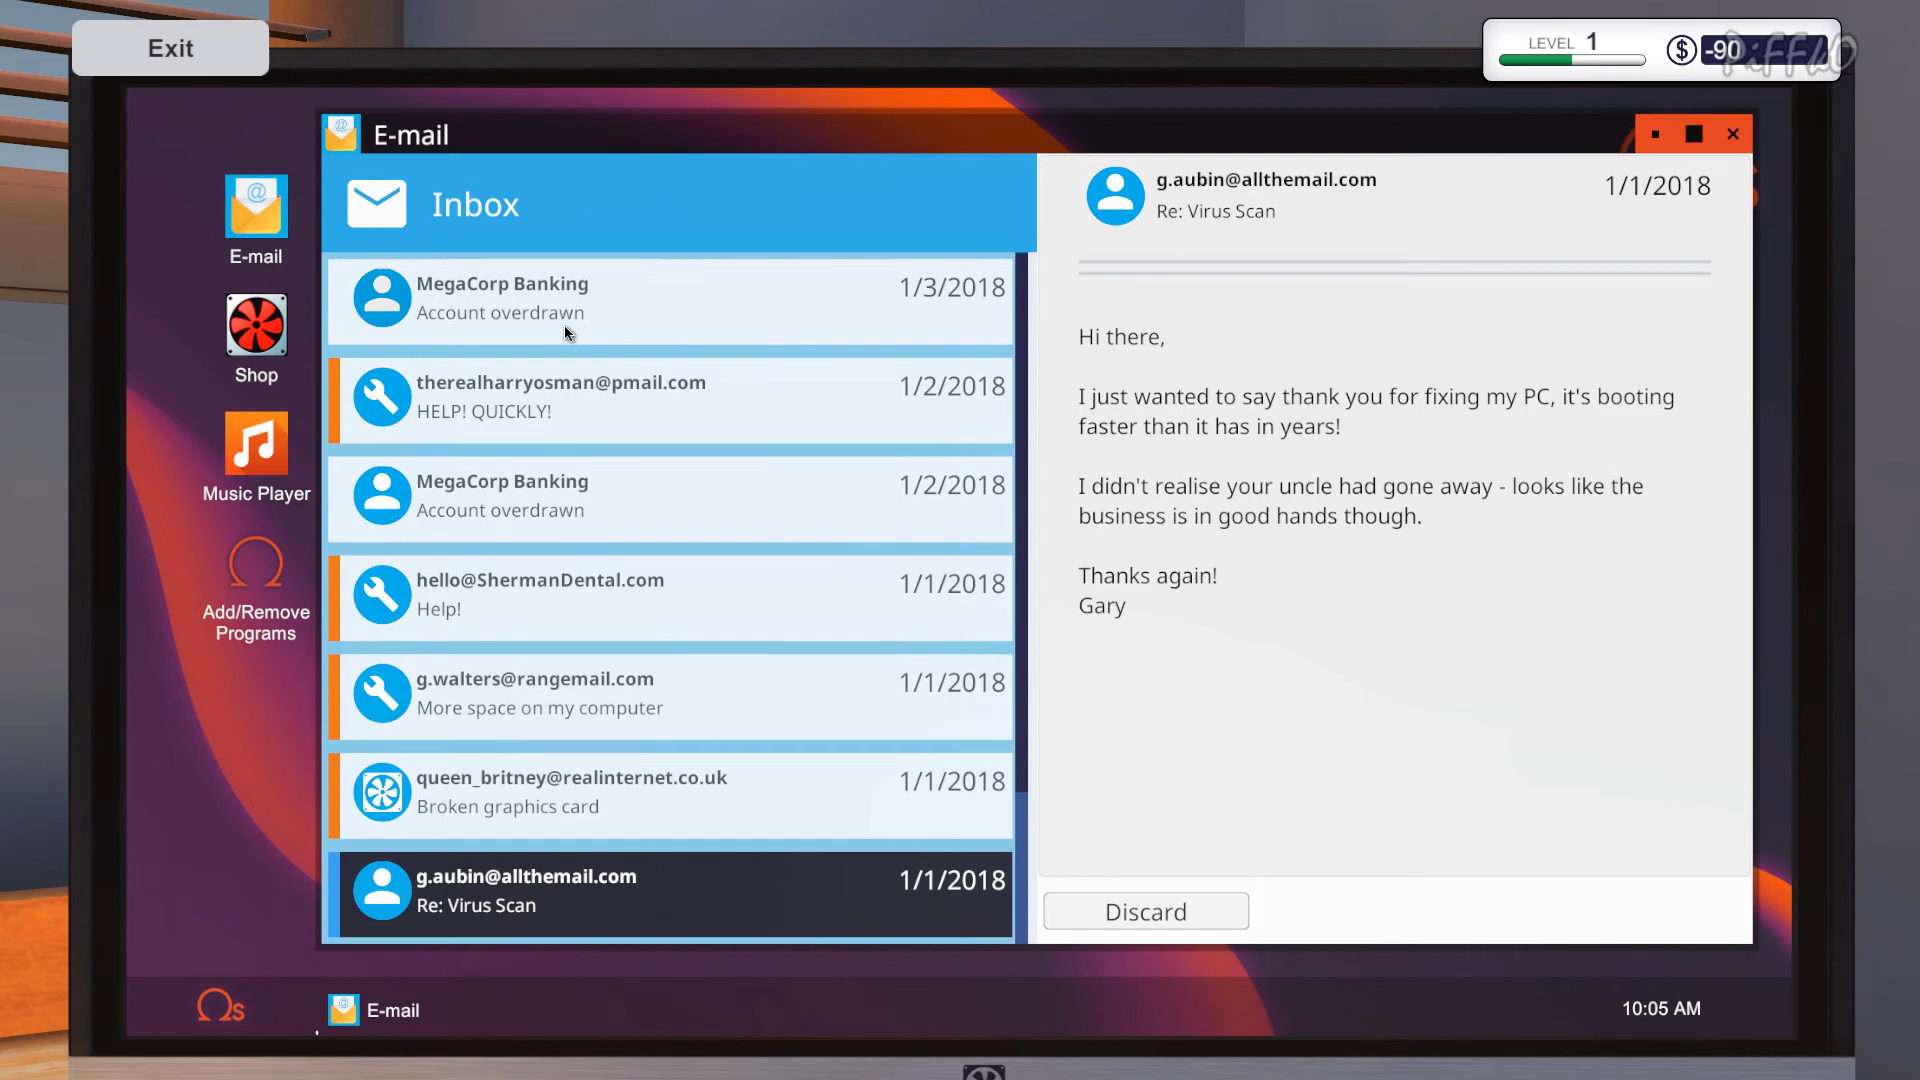 Exit
LEVEL 1
$ -90
E-mail
Inbox
E-mail
Shop
Music Player
Add/Remove
Programs
MegaCorp Banking
1/3/2018
Account overdrawn
therealharryosman@pmail.com
1/2/2018
HELP! QUICKLY!
MegaCorp Banking
1/2/2018
Account overdrawn
hello@ShermanDental.com
1/1/2018
Help!
g.walters@rangemail.com
1/1/2018
More space on my computer
queen_britney@realinternet.co.uk
1/1/2018
Broken graphics card
g.aubin@allthemail.com
1/1/2018
Re: Virus Scan
g.aubin@allthemail.com
1/1/2018
Re: Virus Scan
Hi there,
I just wanted to say thank you for fixing my PC, it's booting
faster than it has in years!
I didn't realise your uncle had gone away - looks like the
business is in good hands though.
Thanks again!
Gary
Discard
Ωs
E-mail
10:05 AM